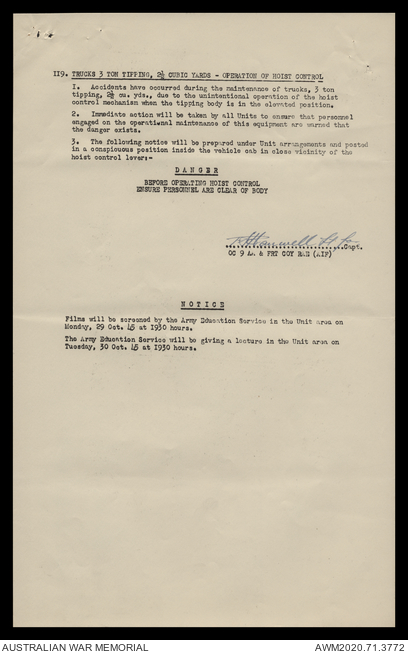 119. TRUCKS 3 TON TIPPING, 2½ CUBIC YARDS - OPERATION OF HOIST CONTROL
1. Accidents have occurred during the maintenance of trucks, 3 ton
tipping, 2½ cu. yds., due to the unintentional operation of the hoist
control mechanism when the tipping body is in the elevated position.
2. Immediate action will be taken by all Units to ensure that personnel
engaged on the operational maintenance of this equipment are warned that
the danger exists.
3. The following notice will be prepared under Unit arrangements and posted
in a conspicuous position inside the vehicle cab in close vicinity of the
hoist control lever:-
D A N G E R
BEFORE OPERATING HOIST CONTROL
ENSURE PERSONNEL ARE CLEAR OF BODY
Capt.
OC 9 & FRT COY RAE (AIF)
N O T I C E
Films will be screened by the Army Education Service in the Unit area on
Monday, 29 Oct. 45 at 1930 hours.
The Army Education Service will be giving a lecture in the Unit area on
Tuesday, 30 Oct. 45 at 1930 hours.
AUSTRALIAN WAR MEMORIAL
AWM2020.71.3772